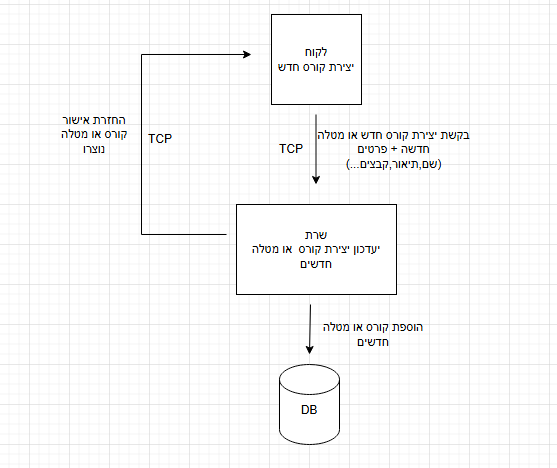 לקוח
יצירת קורס חדש
החזרת אישור
קורס או מטלה
נוצרו
TCP
TCP
בקשת יצירת קורס חדש או מטלה
חדשה + פרטים
(שם,תיאור,קבצים...)
שרת
יעדכון יצירת קורס או מטלה
חדשים
הוספת קורס או מטלה
חדשים
DB